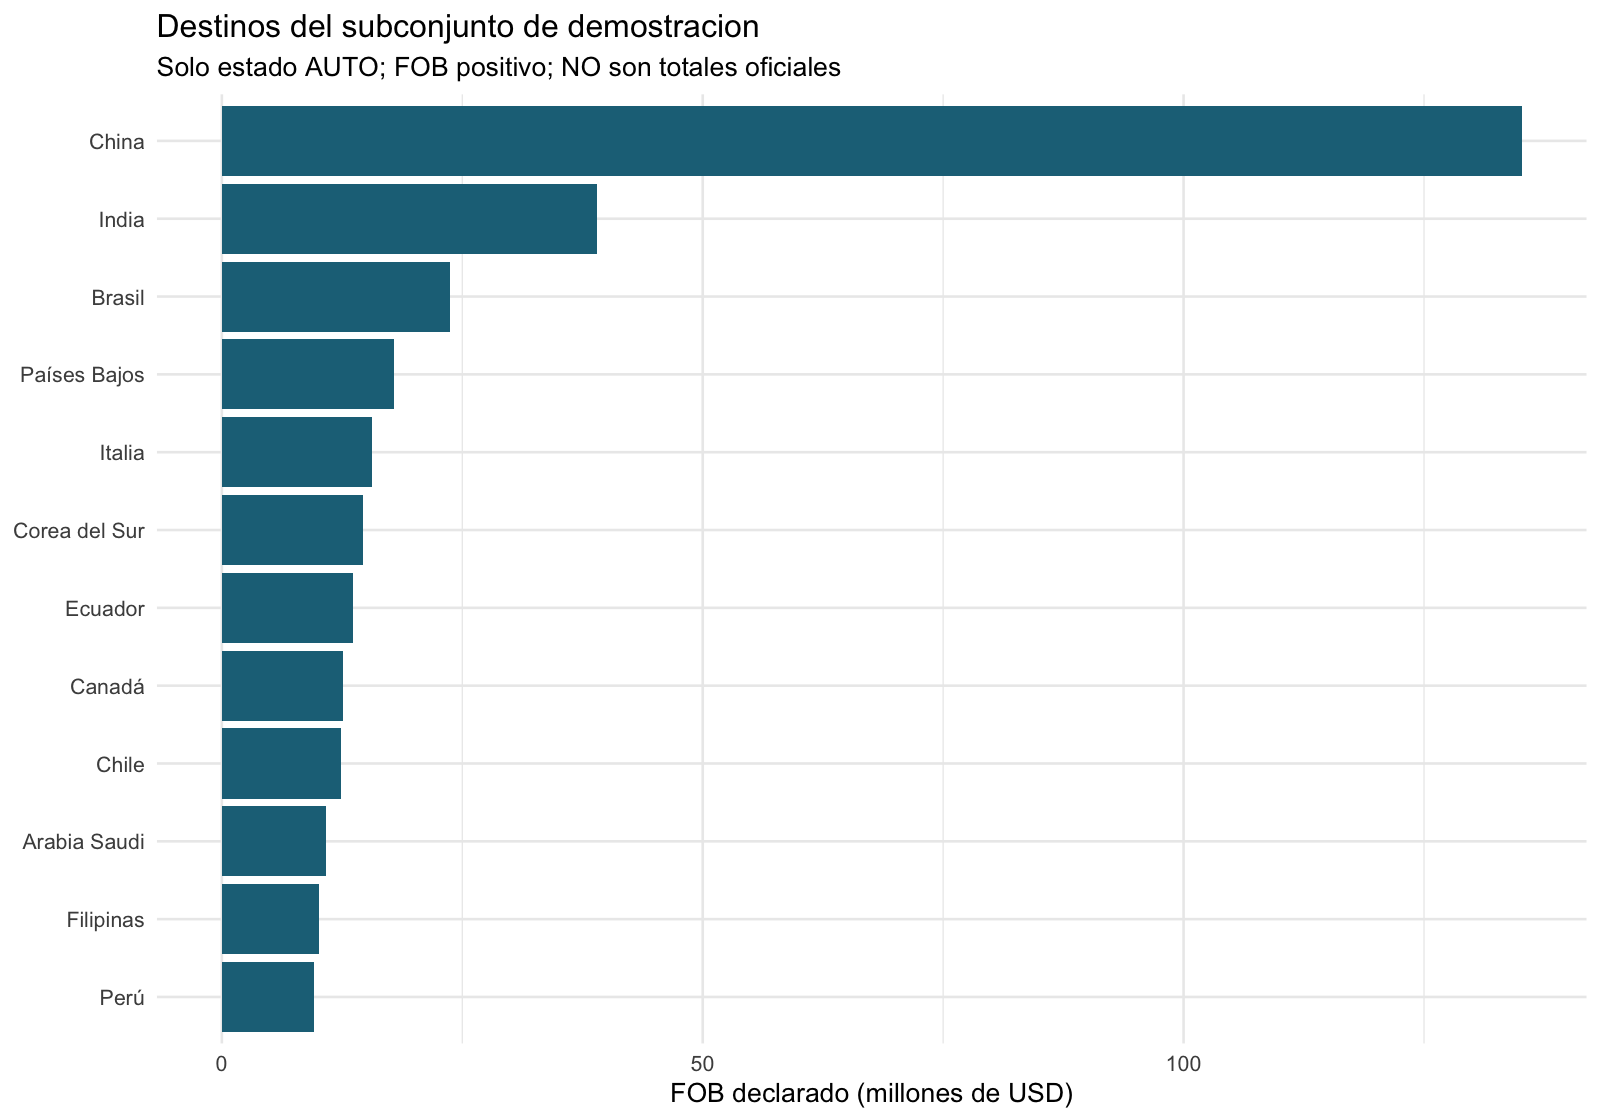 Destinos del subconjunto de demostracion
Solo estado AUTO; FOB positivo; NO son totales oficiales
China
India
Brasil
Países Bajos
Italia
Corea del Sur
Ecuador
Canadá
Chile
Arabia Saudi
Filipinas
Perú
0 50 100
FOB declarado (millones de USD)